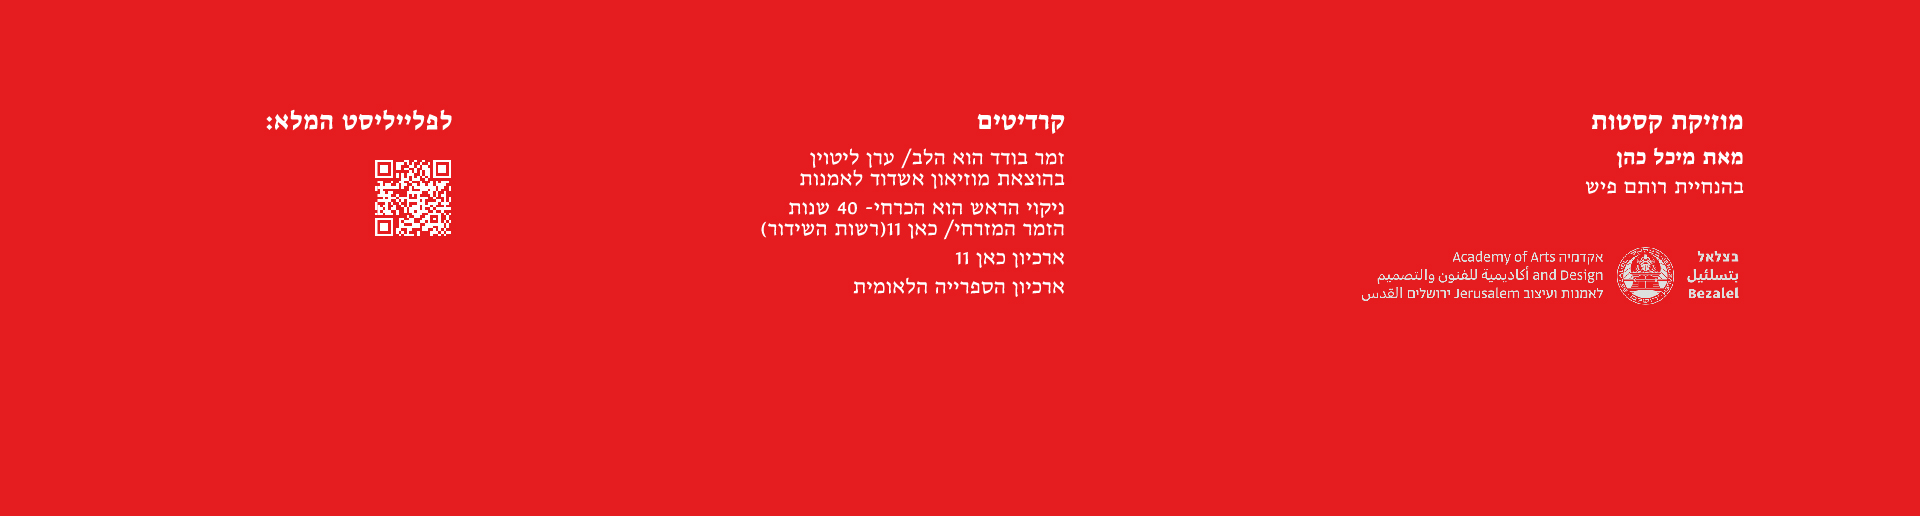 מוזיקת קסטות
מאת מיכל כהן
בהנחיית רותם פיש
בצלאל
بتسلئيل
Bezalel
אקדמיה Academy of Arts
and Design أكاديمية للفنون والتصميم
לאמנות ועיצוב Jerusalem ירושלים القدس
קרדיטים
זמר בודד הוא הלב/ ערן ליטוין
בהוצאת מוזיאון אשדוד לאמנות
ניקוי הראש הוא הכרחי- 40 שנות
הזמר המזרחי/ כאן 11(רשות השידור)
ארכיון כאן 11
ארכיון הספרייה הלאומית
לפלייליסט המלא: